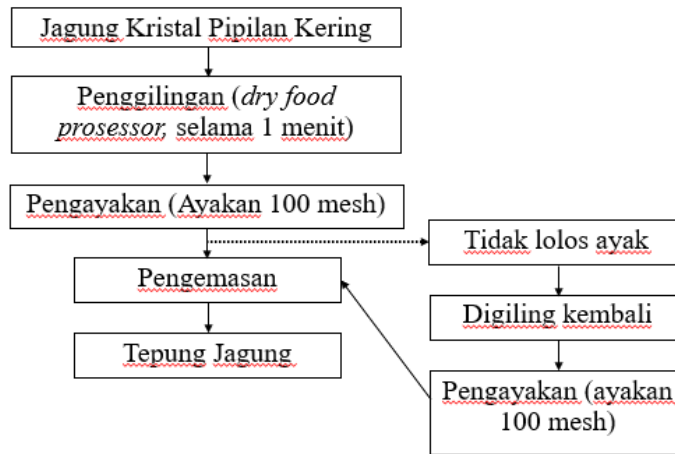 Jagung Kristal Pipilan Kering
Penggilingan (dry food
prosessor, selama 1 menit)
Pengayakan (Ayakan 100 mesh)
Pengemasan
Tepung Jagung
Tidak lolos ayak
Digiling kembali
Pengayakan (ayakan
100 mesh)